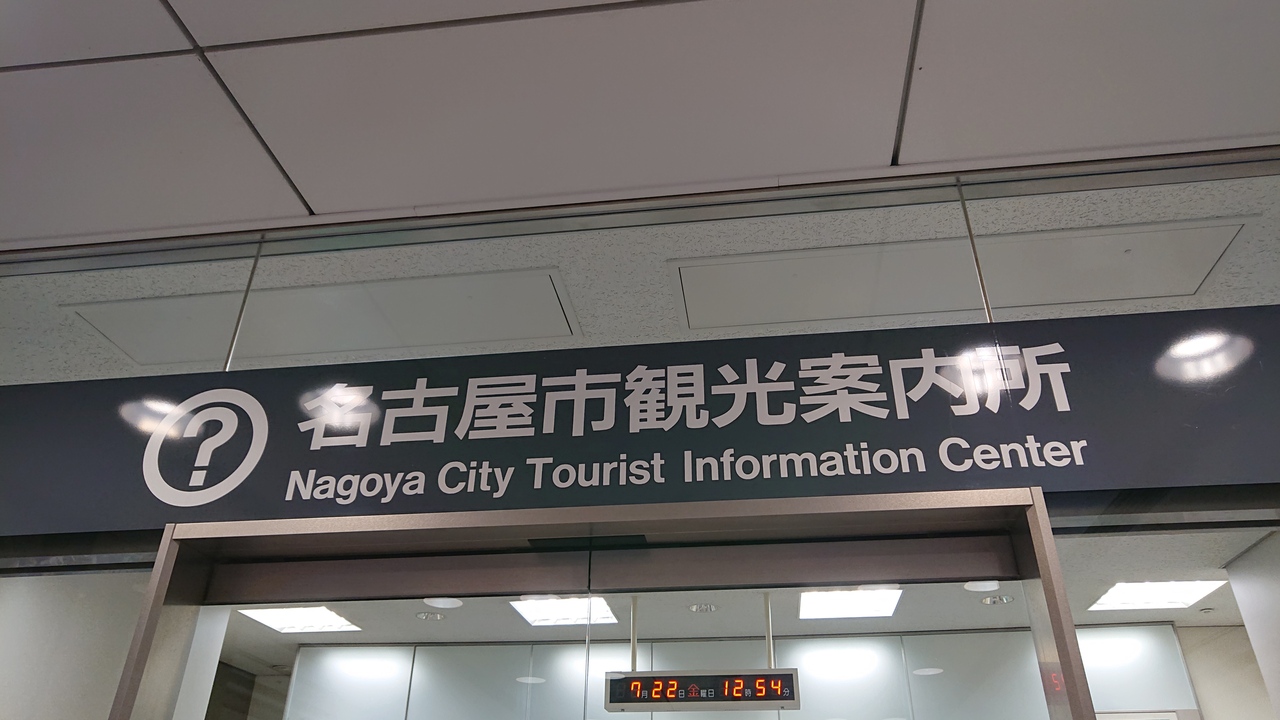 ? 名古屋市観光案内所
Nagoya City Tourist Information Center
7月22日金曜日 12時54分